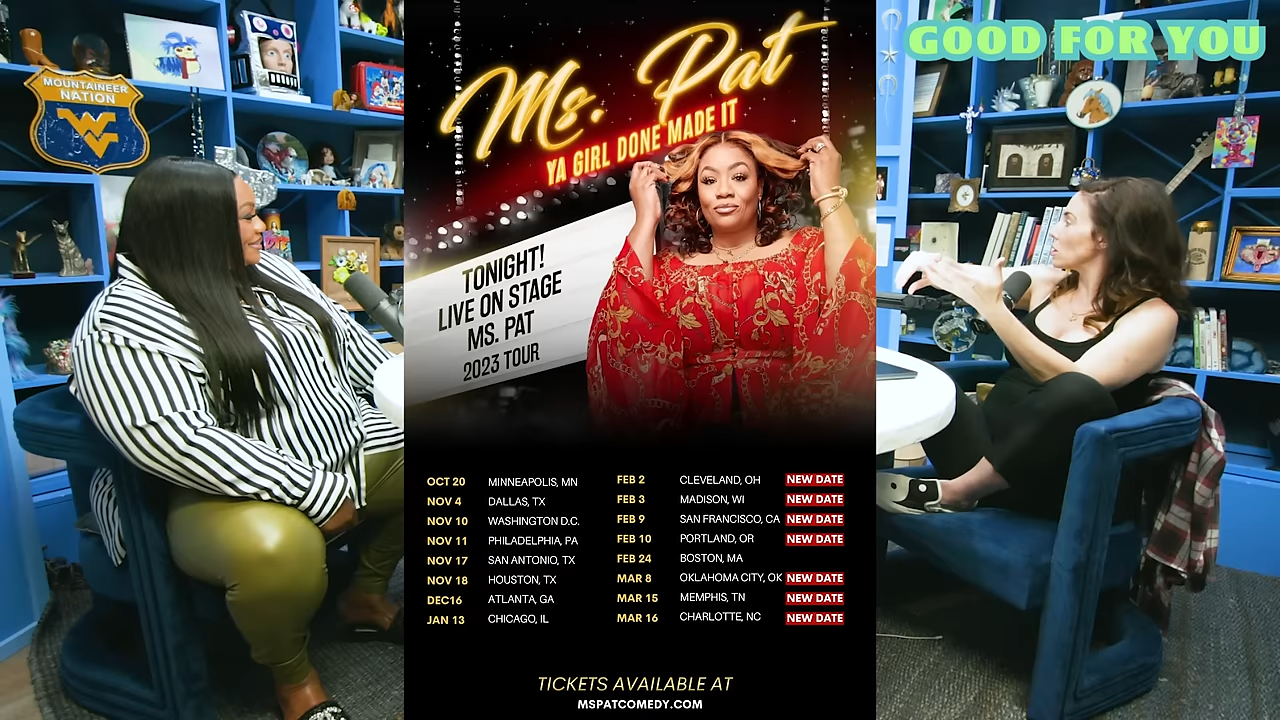 MOUNTAINEER
NATION
WV
GOOD FOR YOU
Ms. Pat
YA GIRL DONE MADE IT
TONIGHT!
LIVE ON STAGE
MS. PAT
2023 TOUR
OCT 20 MINNEAPOLIS, MN
NOV 4 DALLAS, TX
NOV 10 WASHINGTON D.C.
NOV 11 PHILADELPHIA, PA
NOV 17 SAN ANTONIO, TX
NOV 18 HOUSTON, TX
DEC16 ATLANTA, GA
JAN 13 CHICAGO, IL
FEB 2 CLEVELAND, OH NEW DATE
FEB 3 MADISON, WI NEW DATE
FEB 9 SAN FRANCISCO, CA NEW DATE
FEB 10 PORTLAND, OR NEW DATE
FEB 24 BOSTON, MA
MAR 8 OKLAHOMA CITY, OK NEW DATE
MAR 15 MEMPHIS, TN NEW DATE
MAR 16 CHARLOTTE, NC NEW DATE
TICKETS AVAILABLE AT
MSPATCOMEDY.COM